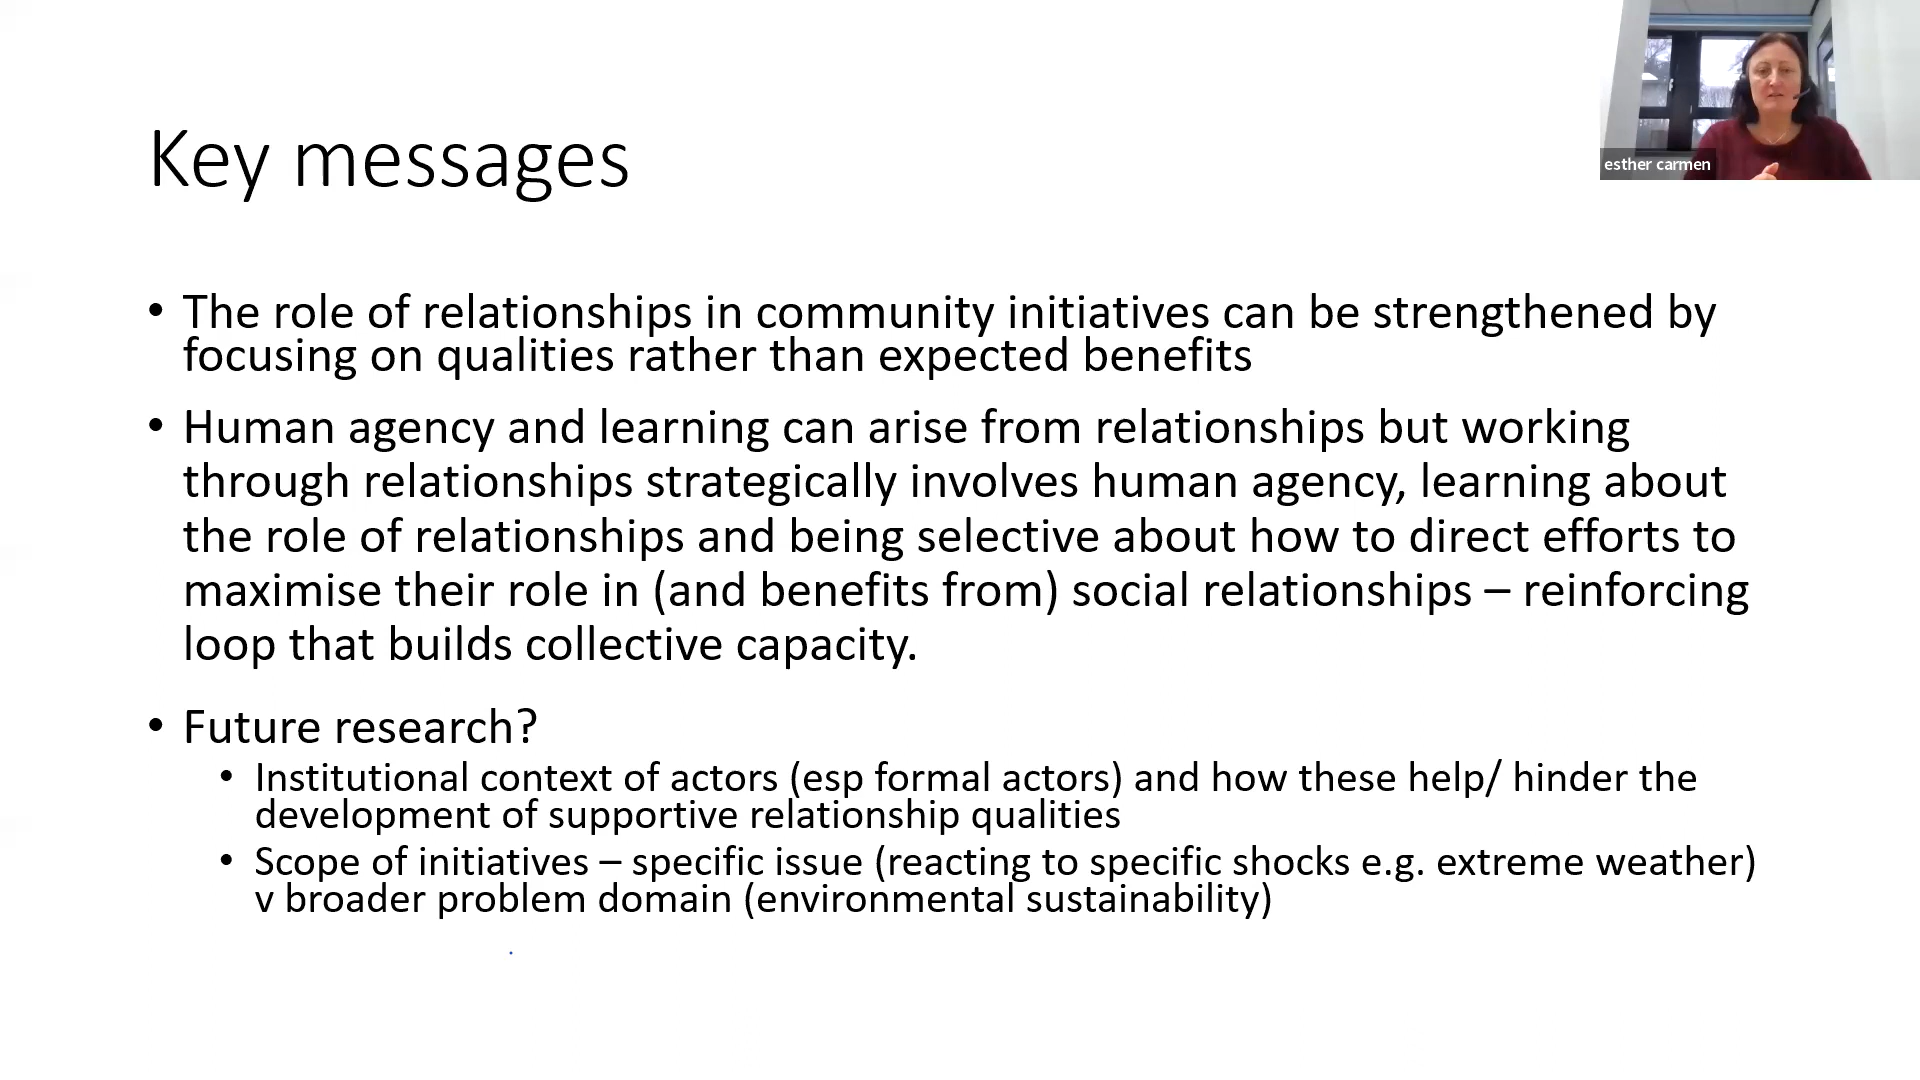 esther carmen
Key messages
• The role of relationships in community initiatives can be strengthened by
focusing on qualities rather than expected benefits
• Human agency and learning can arise from relationships but working
through relationships strategically involves human agency, learning about
the role of relationships and being selective about how to direct efforts to
maximise their role in (and benefits from) social relationships – reinforcing
loop that builds collective capacity.
• Future research?
• Institutional context of actors (esp formal actors) and how these help/ hinder the
development of supportive relationship qualities
• Scope of initiatives – specific issue (reacting to specific shocks e.g. extreme weather)
v broader problem domain (environmental sustainability)